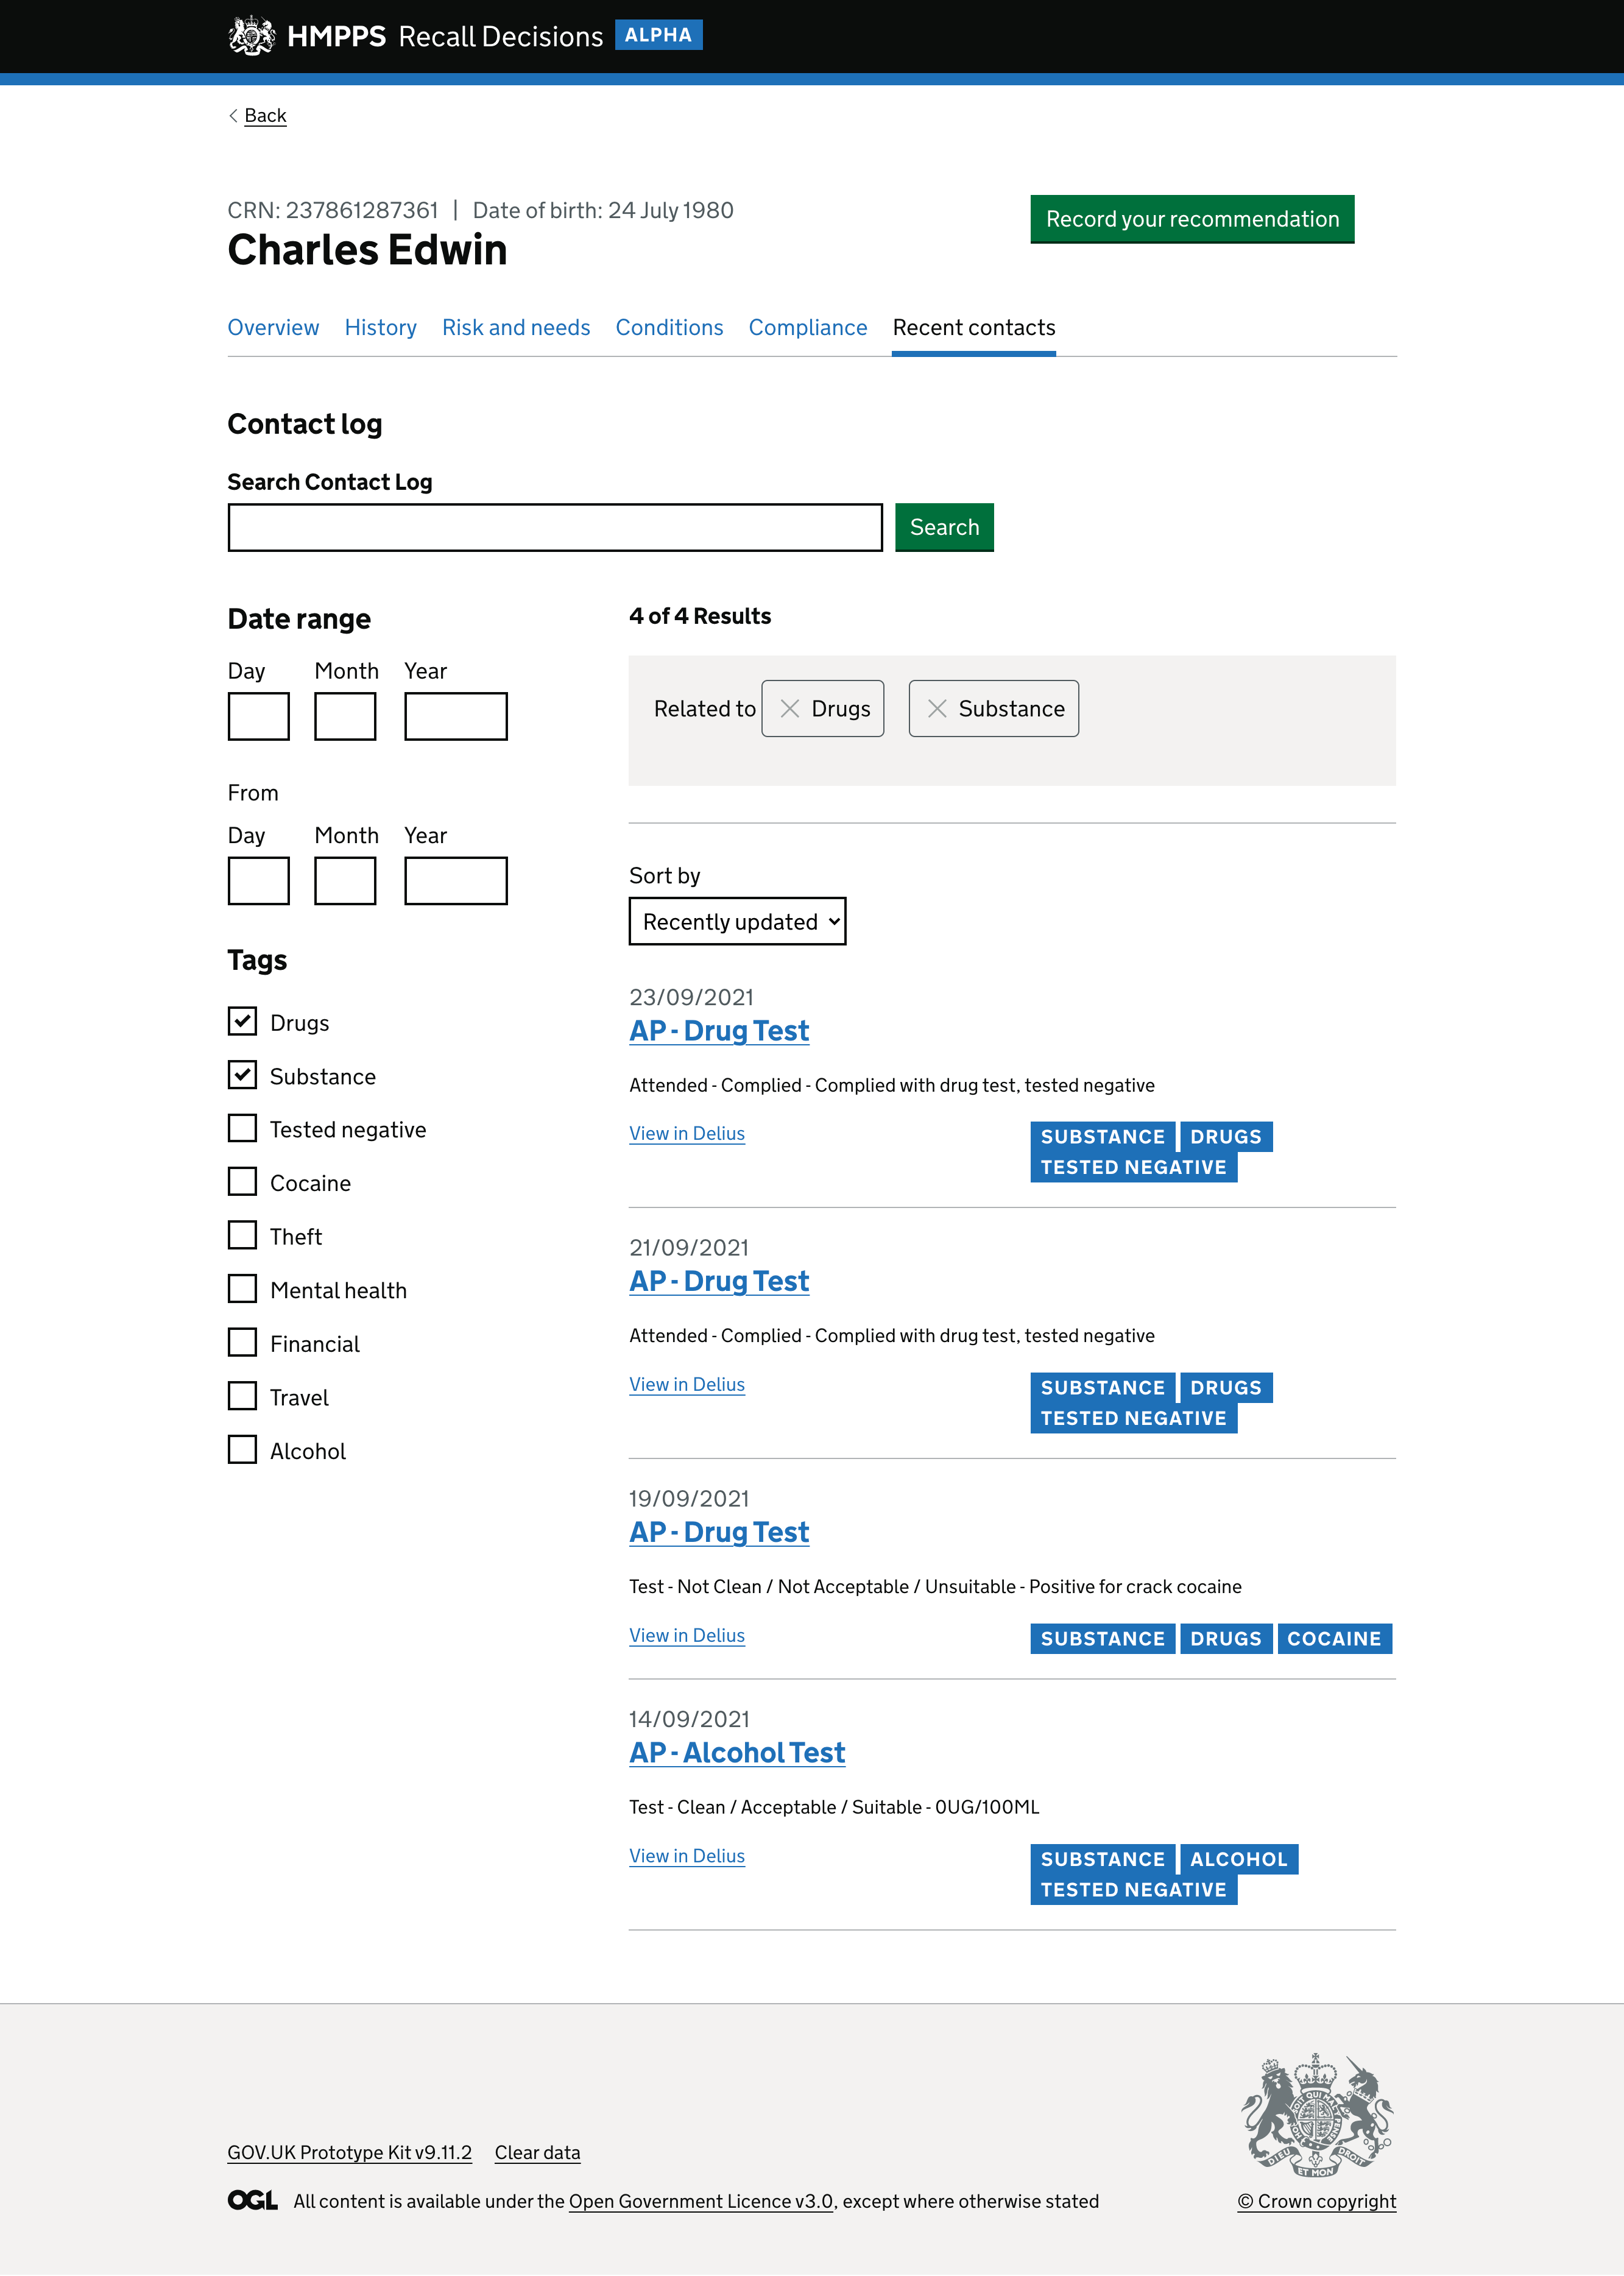 HMPPS Recall Decisions ALPHA
Back
CRN: 237861287361 | Date of birth: 24 July 1980
Charles Edwin
Record your recommendation
Overview History Risk and needs Conditions Compliance Recent contacts
Contact log
Search Contact Log
Search
Date range
Day Month Year
From
Day Month Year
Tags
Drugs
Substance
Tested negative
Cocaine
Theft
Mental health
Financial
Travel
Alcohol
4 of 4 Results
Related to Drugs Substance
Sort by
Recently updated
23/09/2021
AP - Drug Test
Attended - Complied - Complied with drug test, tested negative
View in Delius
SUBSTANCE DRUGS
TESTED NEGATIVE
21/09/2021
AP - Drug Test
Attended - Complied - Complied with drug test, tested negative
View in Delius
SUBSTANCE DRUGS
TESTED NEGATIVE
19/09/2021
AP - Drug Test
Test - Not Clean / Not Acceptable / Unsuitable - Positive for crack cocaine
View in Delius
SUBSTANCE DRUGS COCAINE
14/09/2021
AP - Alcohol Test
Test - Clean / Acceptable / Suitable - 0UG/100ML
View in Delius
SUBSTANCE ALCOHOL
TESTED NEGATIVE
GOV.UK Prototype Kit v9.11.2 Clear data
OGL All content is available under the Open Government Licence v3.0, except where otherwise stated
DIEU ET MON DROIT
© Crown copyright